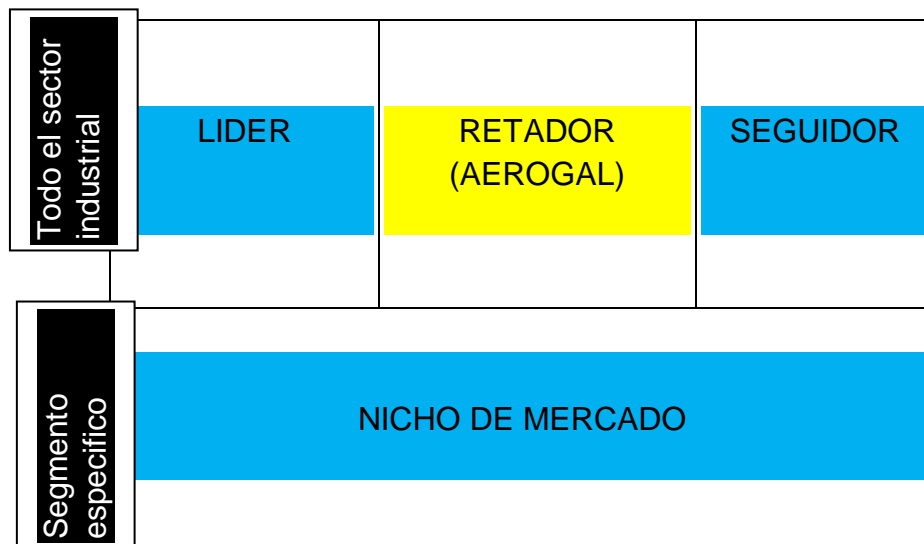 Todo el sector
industrial
LIDER
RETADOR
(AEROGAL)
SEGUIDOR
Segmento
especifico
NICHO DE MERCADO